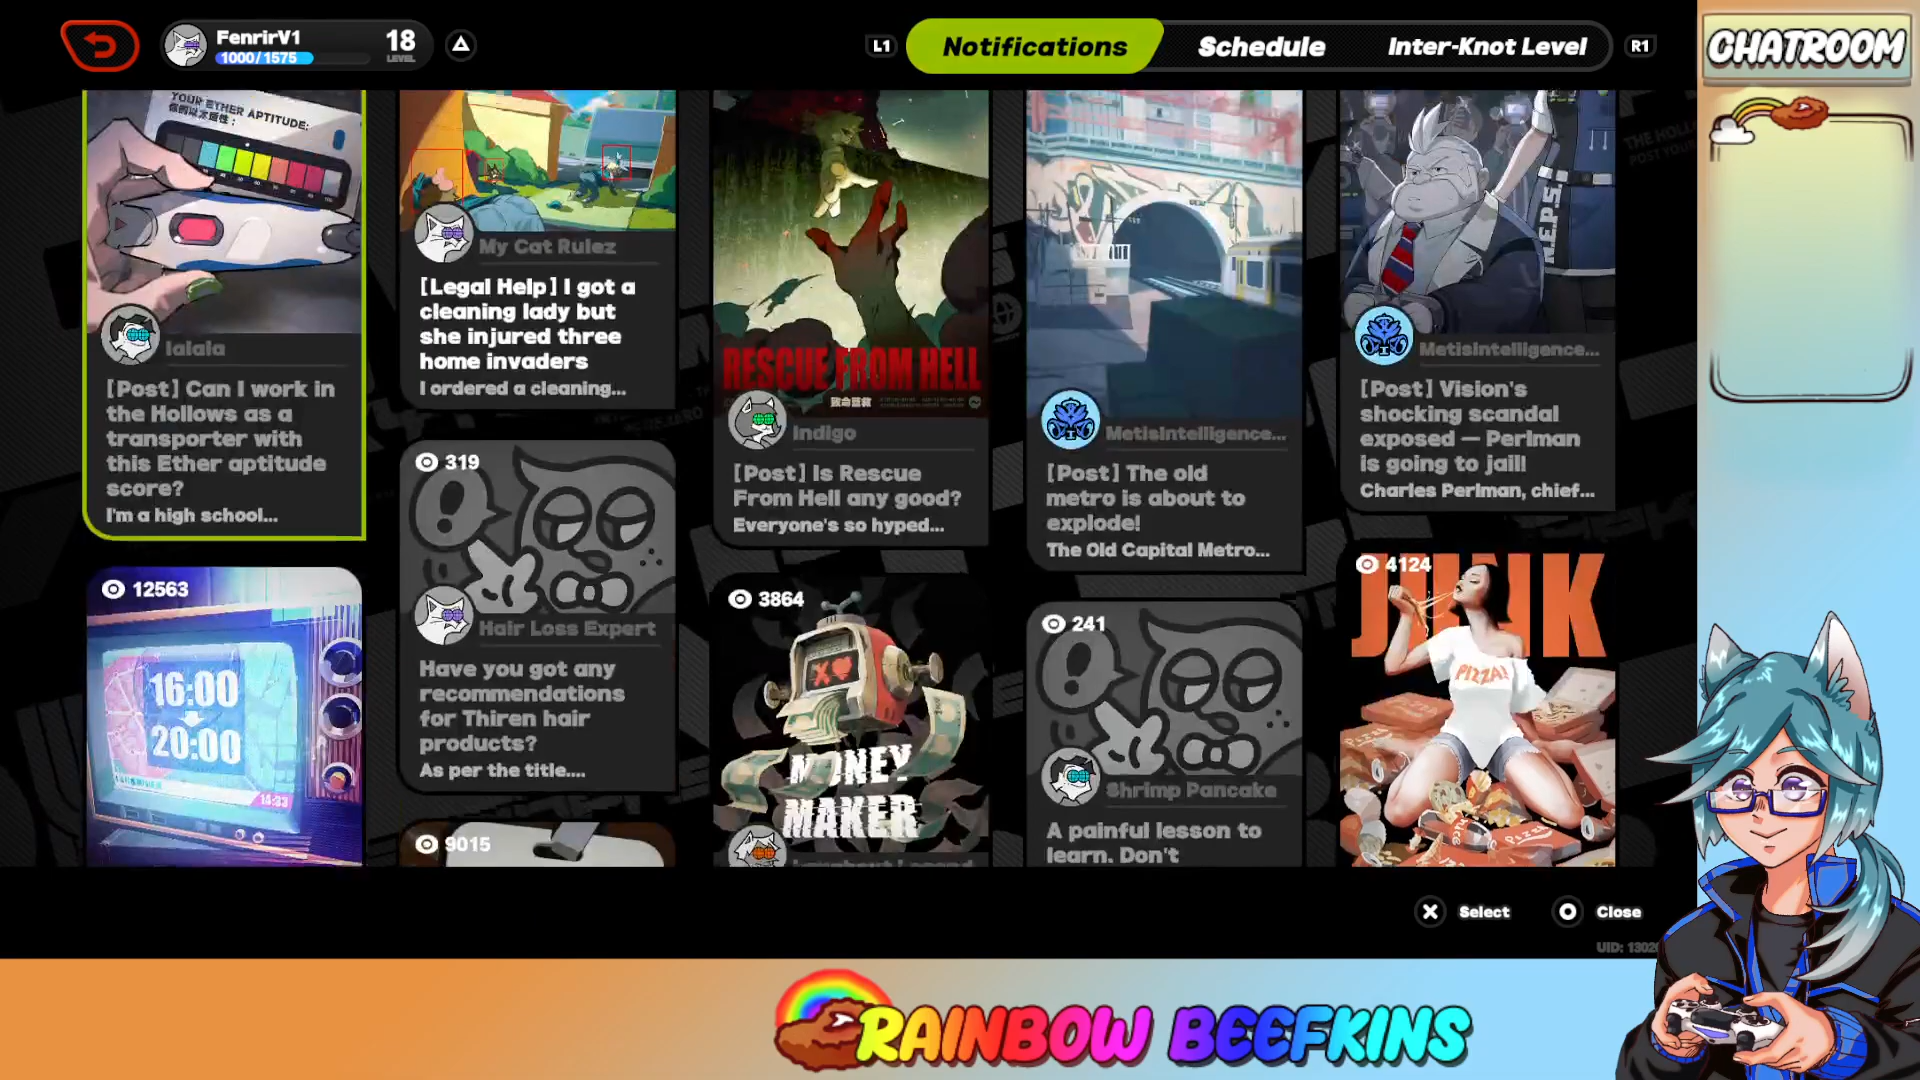 FenrirV1
1000/1575
18
LEVEL
L1
Notifications
Schedule
Inter-Knot Level
R1
CHATROOM
YOUR ETHER APTITUDE:
lalala
[Post] Can I work in
the Hollows as a
transporter with
this Ether aptitude
score?
I'm a high school...
12563
16:00
20:00
14:33
My Cat Rulez
[Legal Help] I got a
cleaning lady but
she injured three
home invaders
I ordered a cleaning...
319
Hair Loss Expert
Have you got any
recommendations
for Thiren hair
products?
As per the title....
9015
RESCUE FROM HELL
Indigo
[Post] Is Rescue
From Hell any good?
Everyone's so hyped...
3864
MONEY
MAKER
MetisIntelligence...
[Post] The old
metro is about to
explode!
The Old Capital Metro...
241
Shrimp Pancake
A painful lesson to
learn. Don't
N.E.P.S.
MetisIntelligence...
[Post] Vision's
shocking scandal
exposed — Perlman
is going to jail!
Charles Perlman, chief...
4124
JUNK
PIZZA!
Select
Close
RAINBOW BEEFKINS